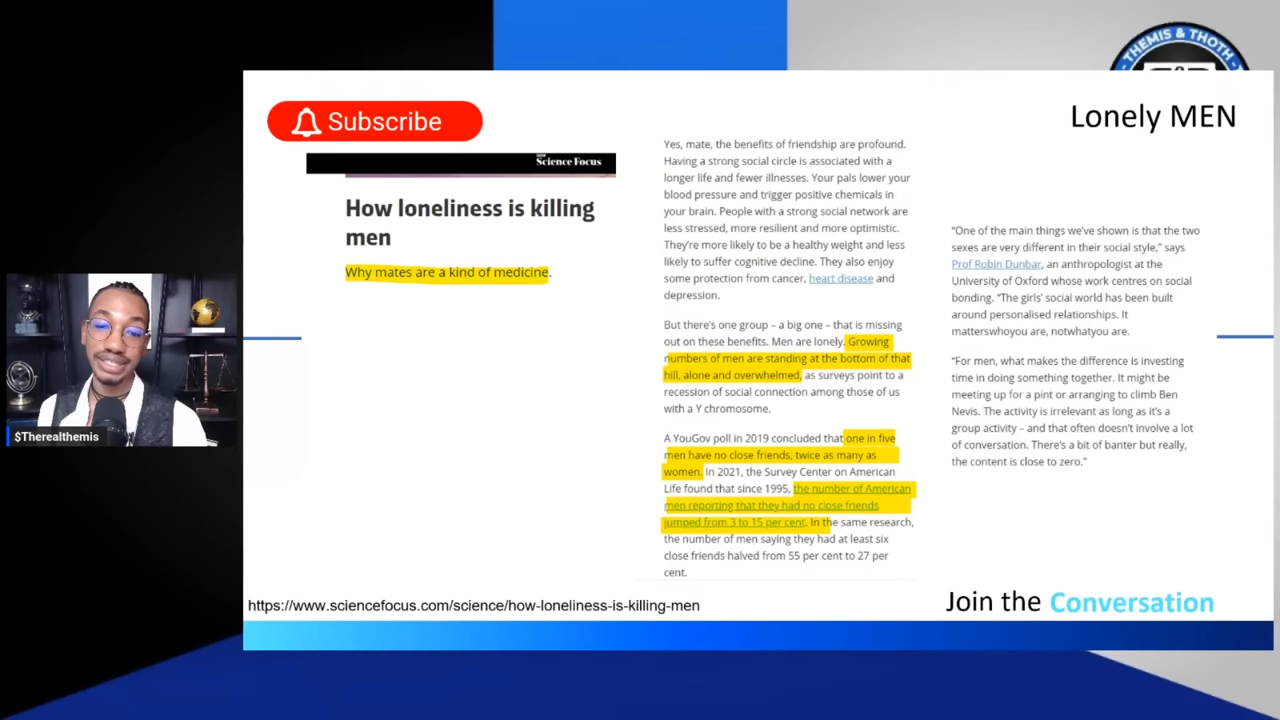 THEMIS & THOTH
Lonely MEN
Subscribe
Science Focus
How loneliness is killing
men
Why mates are a kind of medicine.
Yes, mate, the benefits of friendship are profound.
Having a strong social circle is associated with a
longer life and fewer illnesses. Your pals lower your
blood pressure and trigger positive chemicals in
your brain. People with a strong social network are
less stressed, more resilient and more optimistic.
They're more likely to be a healthy weight and less
likely to suffer cognitive decline. They also enjoy
some protection from cancer, heart disease and
depression.
But there's one group – a big one – that is missing
out on these benefits. Men are lonely. Growing
numbers of men are standing at the bottom of that
hill, alone and overwhelmed, as surveys point to a
recession of social connection among those of us
with a Y chromosome.
A YouGov poll in 2019 concluded that one in five
men have no close friends, twice as many as
women. In 2021, the Survey Center on American
Life found that since 1995, the number of American
men reporting that they had no close friends
jumped from 3 to 15 per cent. In the same research,
the number of men saying they had at least six
close friends halved from 55 per cent to 27 per
cent.
“One of the main things we've shown is that the two
sexes are very different in their social style,” says
Prof Robin Dunbar, an anthropologist at the
University of Oxford whose work centres on social
bonding. “The girls' social world has been built
around personalised relationships. It
matterswhoyou are, notwhatyou are.
“For men, what makes the difference is investing
time in doing something together. It might be
meeting up for a pint or arranging to climb Ben
Nevis. The activity is irrelevant as long as it's a
group activity – and that often doesn't involve a lot
of conversation. There's a bit of banter but really,
the content is close to zero.”
$Therealthemis
https://www.sciencefocus.com/science/how-loneliness-is-killing-men
Join the Conversation